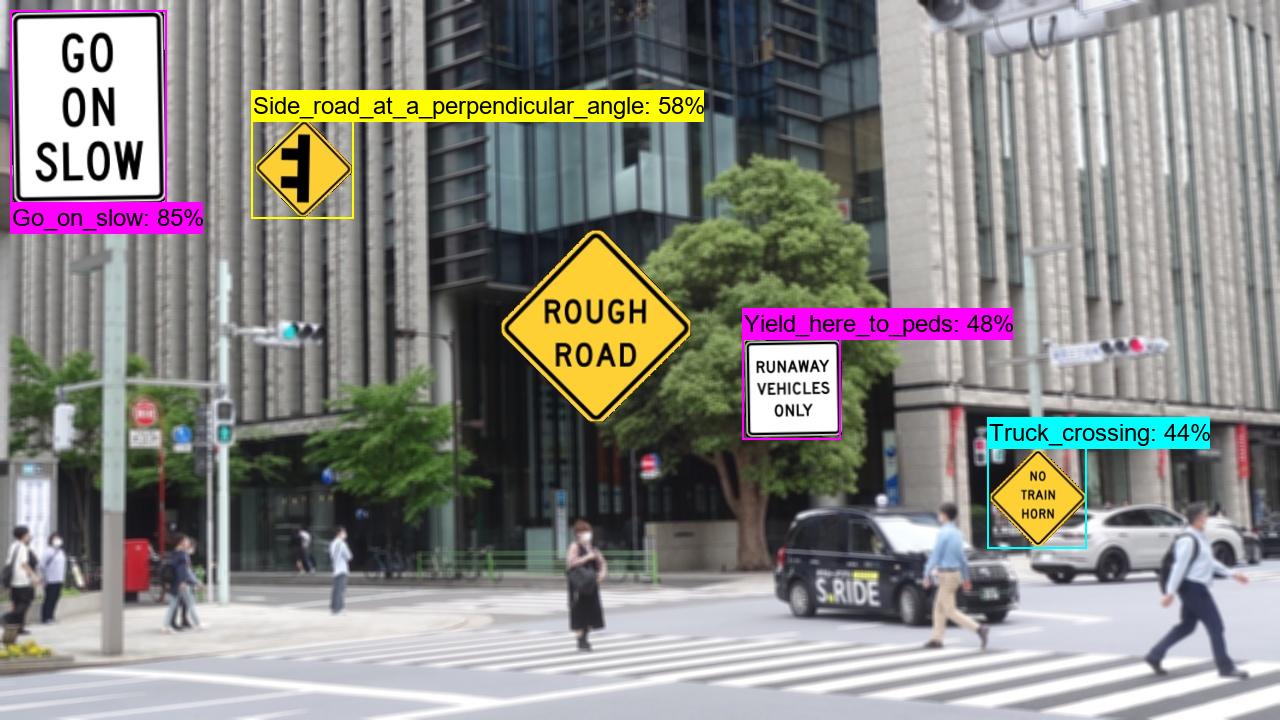 GO
ON
SLOW
Go_on_slow: 85%
Side_road_at_a_perpendicular_angle: 58%
ROUGH
ROAD
Yield_here_to_peds: 48%
RUNAWAY
VEHICLES
ONLY
Truck_crossing: 44%
NO
TRAIN
HORN
S.RIDE